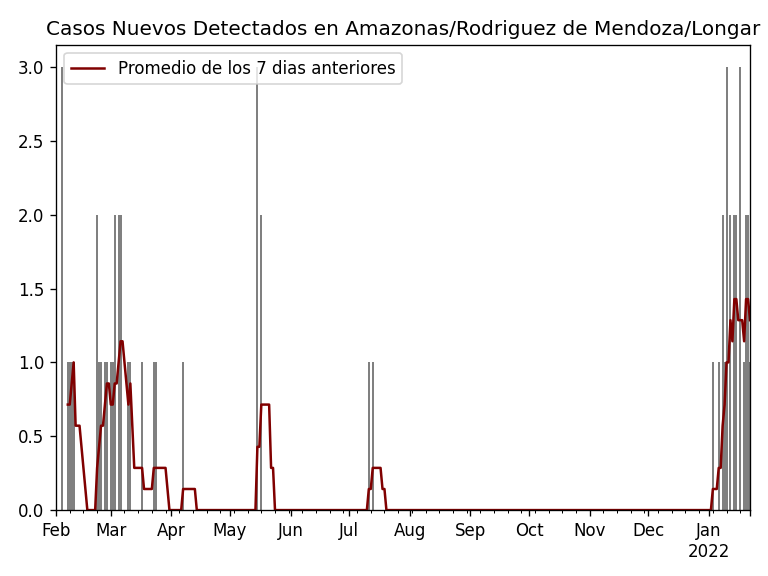 Casos Nuevos Detectados en Amazonas/Rodriguez de Mendoza/Longar
Promedio de los 7 dias anteriores
3.0
2.5
2.0
1.5
1.0
0.5
0.0
Feb Mar Apr May Jun Jul Aug Sep Oct Nov Dec Jan
2022